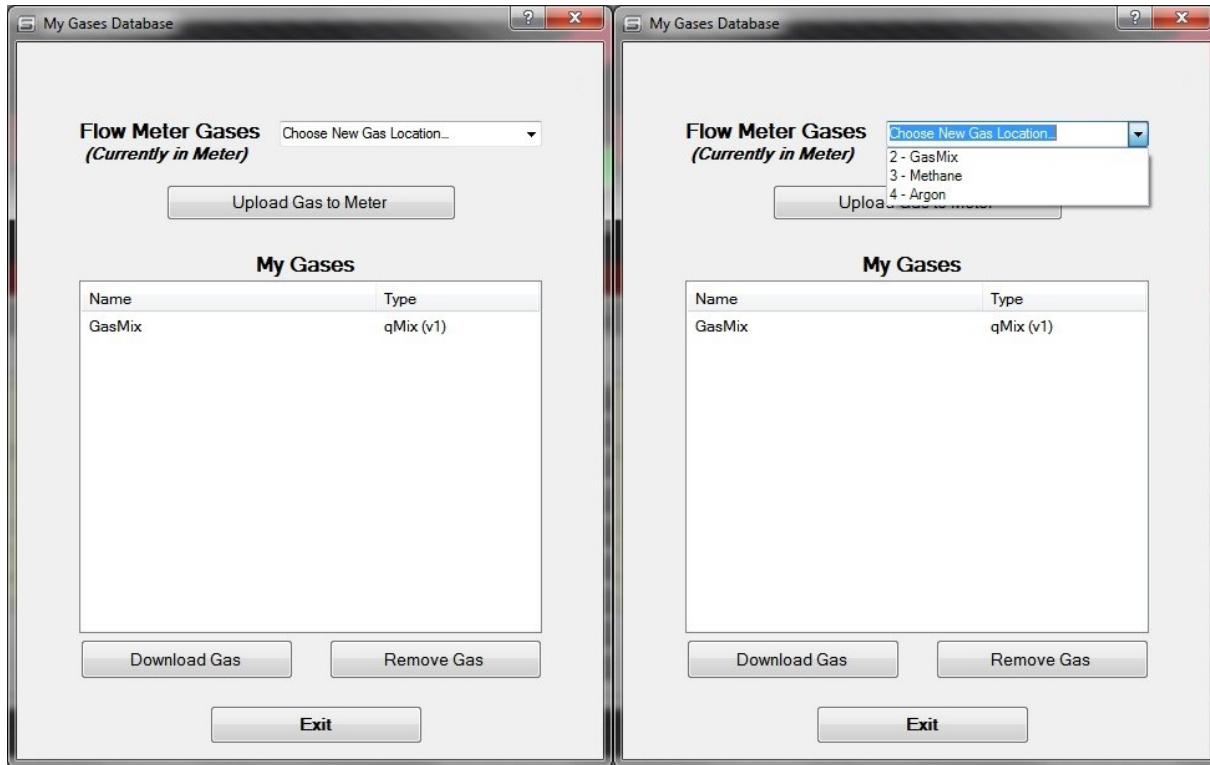 My Gases Database
?
X
Flow Meter Gases
Choose New Gas Location...
(Currently in Meter)
Upload Gas to Meter
My Gases
Name Type
GasMix qMix (v1)
Download Gas Remove Gas
Exit
My Gases Database
?
X
Flow Meter Gases
Choose New Gas Location...
(Currently in Meter)
2 - GasMix
3 - Methane
4 - Argon
My Gases
Name Type
GasMix qMix (v1)
Download Gas Remove Gas
Exit